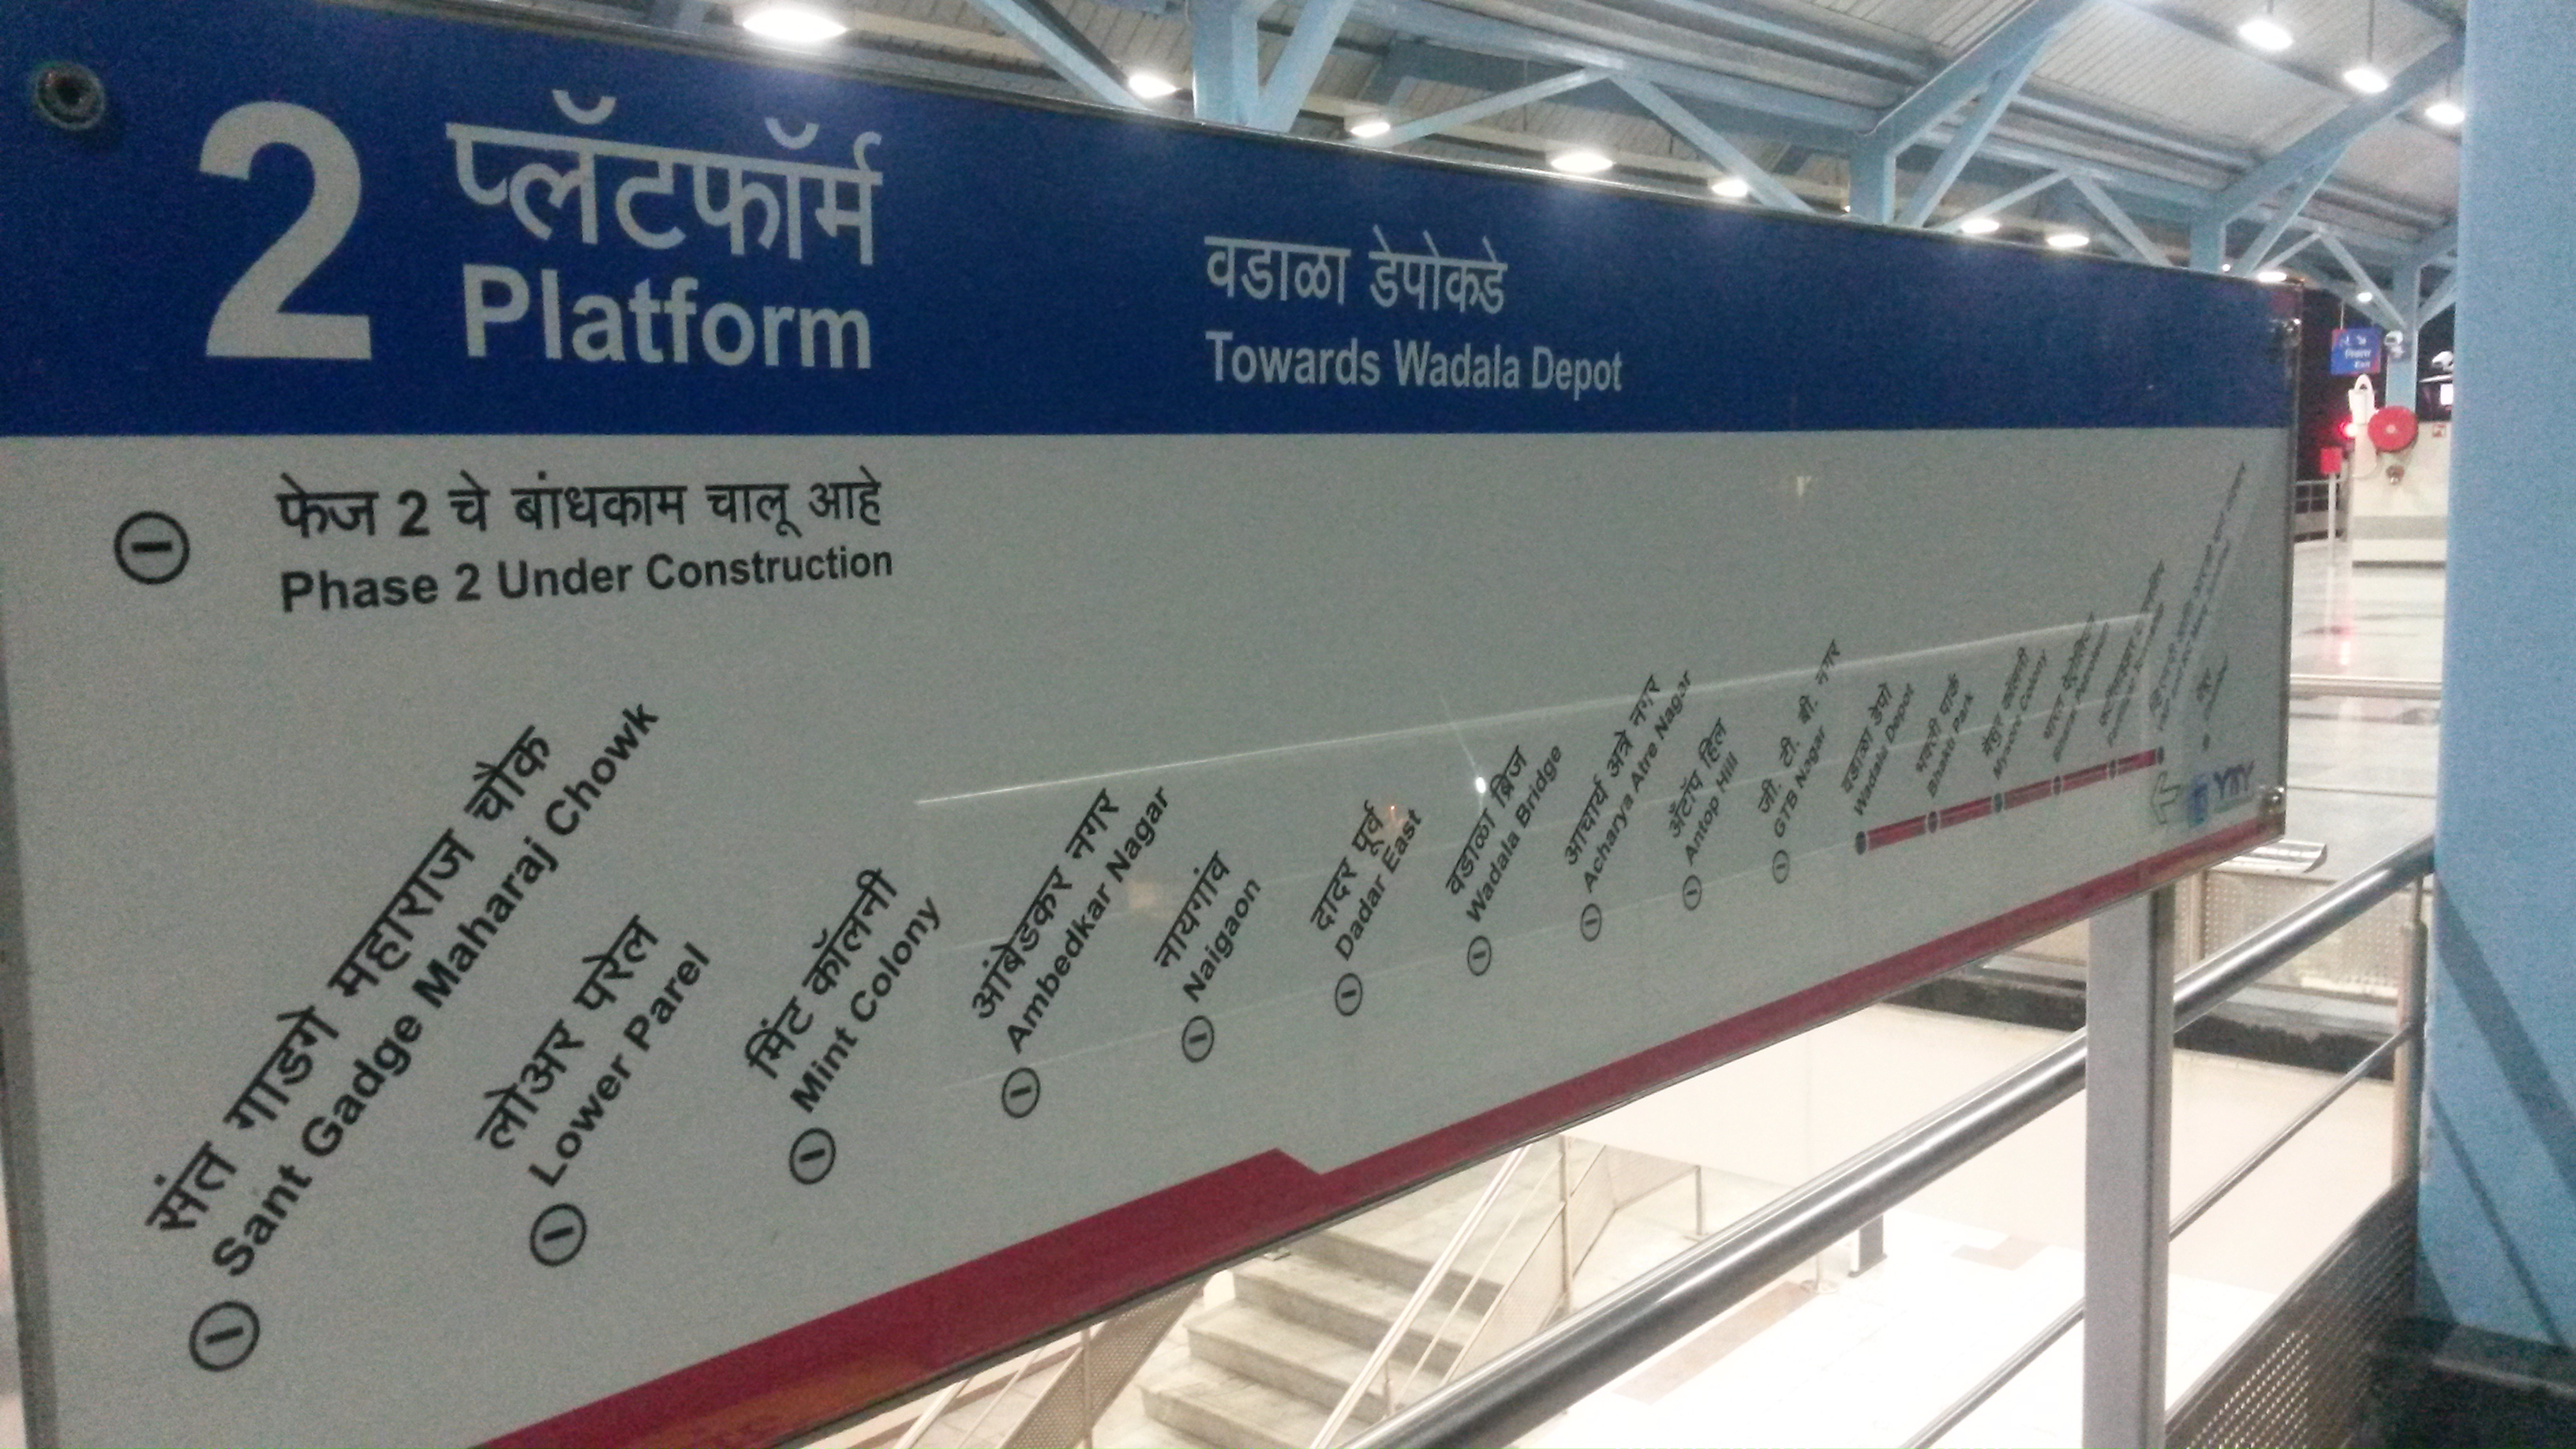 2
प्लॅटफॉर्म
Platform
वडाळा डेपोकडे
Towards Wadala Depot
फेज 2 चे बांधकाम चालू आहे
Phase 2 Under Construction
संत गाडगे महाराज चौक
Sant Gadge Maharaj Chowk
लोअर परेल
Lower Parel
मिंट कॉलनी
Mint Colony
आंबेडकर नगर
Ambedkar Nagar
नायगांव
Naigaon
दादर पूर्व
Dadar East
वडाळा ब्रिज
Wadala Bridge
आचार्य अत्रे नगर
Acharya Atre Nagar
अँटॉप हिल
Antop Hill
जी. टी. बी. नगर
GTB Nagar
वडाळा डेपो
Wadala Depot
भक्ती पार्क
Bhakti Park
Mysore Colony